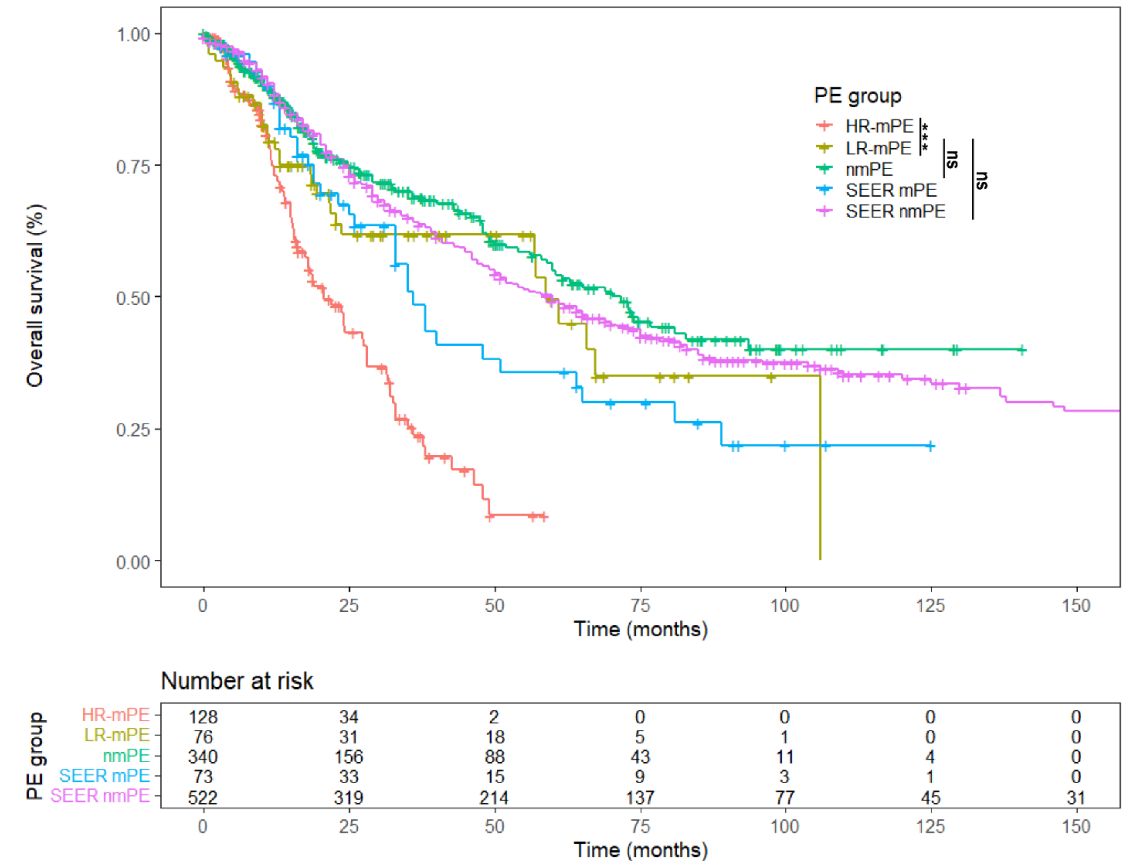 Overall survival (%)
1.00
0.75
0.50
0.25
0.00
PE group
HR-mPE
LR-mPE
nmPE
SEER mPE
SEER nmPE
***
ns
ns
0 25 50 75 100 125 150
Time (months)
Number at risk
PE group
HR-mPE 128 34 2 0 0 0 0
LR-mPE 76 31 18 5 1 0 0
nmPE 340 156 88 43 11 4 0
SEER mPE 73 33 15 9 3 1 0
SEER nmPE 522 319 214 137 77 45 31
0 25 50 75 100 125 150
Time (months)